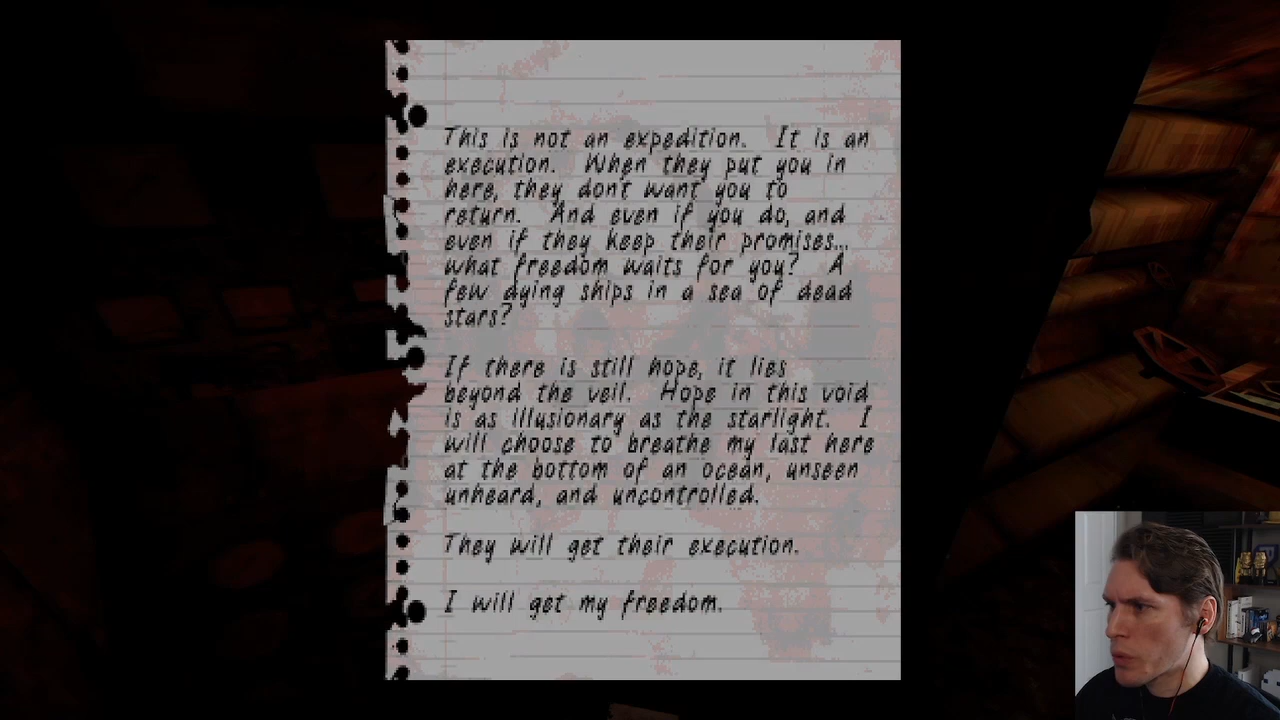 This is not an expedition. It is an
execution. When they put you in
here, they don't want you to
return. And even if you do, and
even if they keep their promises...
what freedom waits for you? A
few dying ships in a sea of dead
stars?
If there is still hope, it lies
beyond the veil. Hope in this void
is as illusionary as the starlight. I
will choose to breathe my last here
at the bottom of an ocean, unseen
unheard, and uncontrolled.
They will get their execution.
I will get my freedom.